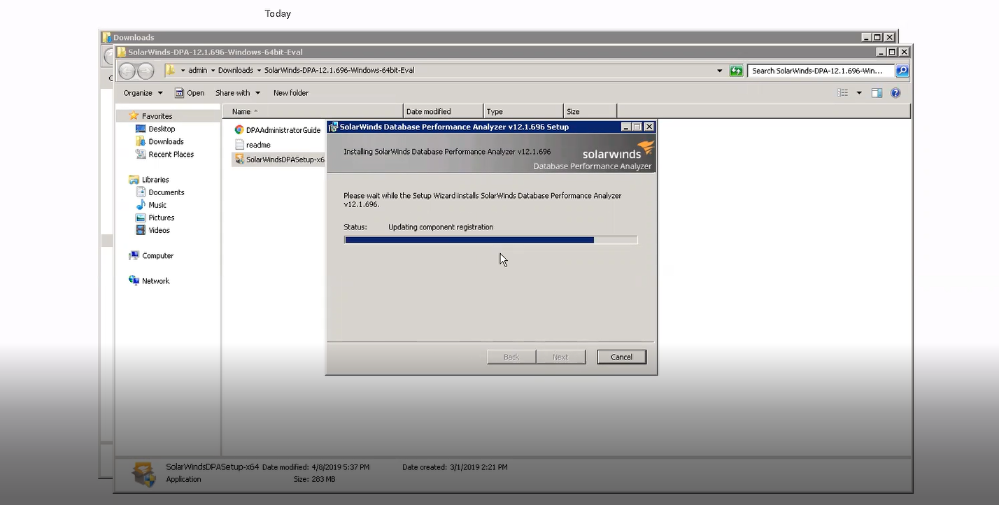 Today
Downloads
SolarWinds-DPA-12.1.696-Windows-64bit-Eval
admin Downloads SolarWinds-DPA-12.1.696-Windows-64bit-Eval Search SolarWinds-DPA-12.1.696-Win...
Organize Open Share with New folder
Favorites
Desktop
Downloads
Recent Places
Libraries
Documents
Music
Pictures
Videos
Computer
Network
Name Date modified Type Size
DPAAdministratorGuide
readme
SolarWindsDPASetup-x6
SolarWinds Database Performance Analyzer v12.1.696 Setup
Installing SolarWinds Database Performance Analyzer v12.1.696
solarwinds
Database Performance Analyzer
Please wait while the Setup Wizard installs SolarWinds Database Performance Analyzer
v12.1.696.
Status: Updating component registration
Back Next Cancel
SolarWindsDPASetup-x64 Date modified: 4/8/2019 5:37 PM Date created: 3/1/2019 2:21 PM
Application Size: 283 MB